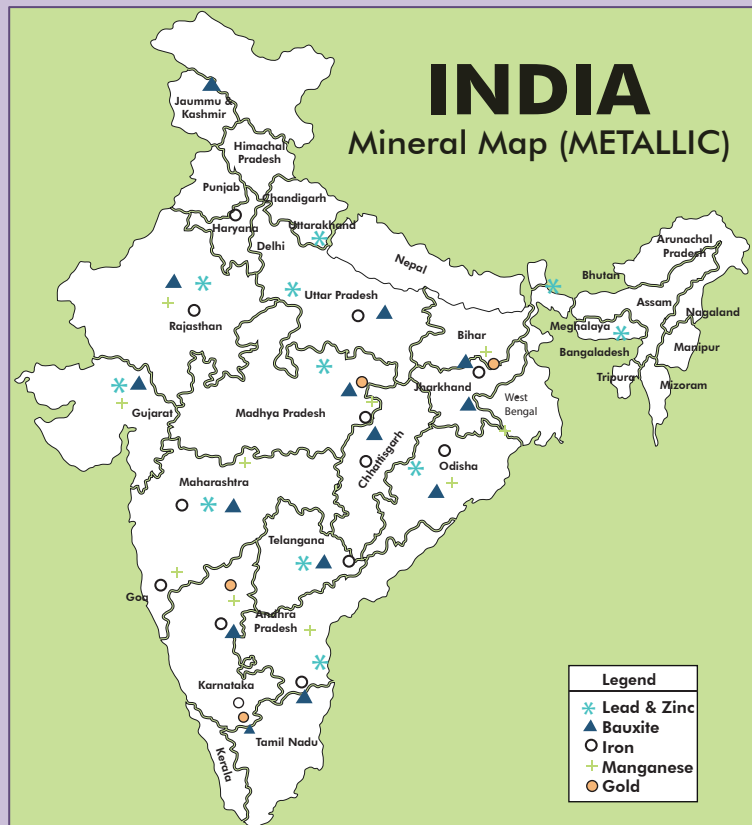 INDIA
Mineral Map (METALLIC)
Jaummu &
Kashmir
Himachal
Pradesh
Punjab
Chandigarh
Uttarakhand
Haryana
Delhi
Nepal
Arunachal
Pradesh
Bhutan
Assam
Nagaland
Meghalaya
Bangaladesh
Manipur
Tripura
Mizoram
Rajasthan
Uttar Pradesh
Bihar
Jharkhand
West
Bengal
Gujarat
Madhya Pradesh
Chhattisgarh
Odisha
Maharashtra
Telangana
Goa
Andhra
Pradesh
Karnataka
Tamil Nadu
Kerala
Legend
Lead & Zinc
Bauxite
Iron
Manganese
Gold